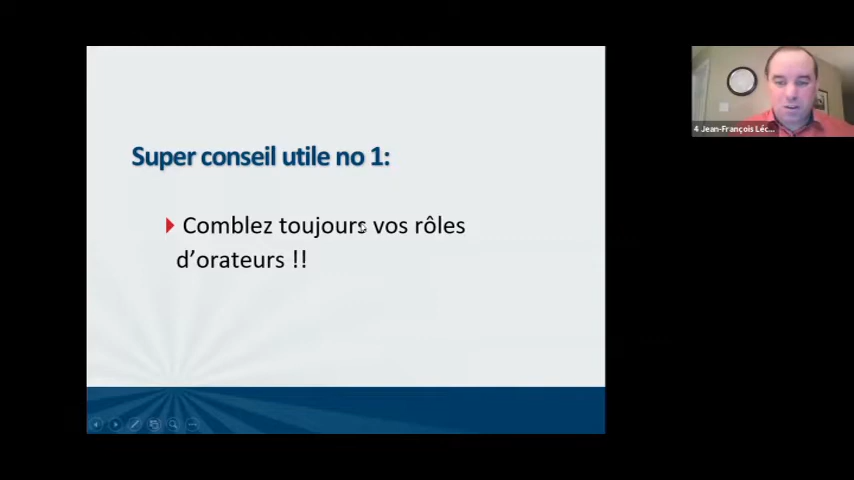 Super conseil utile no 1:
Comblez toujours vos rôles
d’orateurs !!
4 Jean-François Léc...